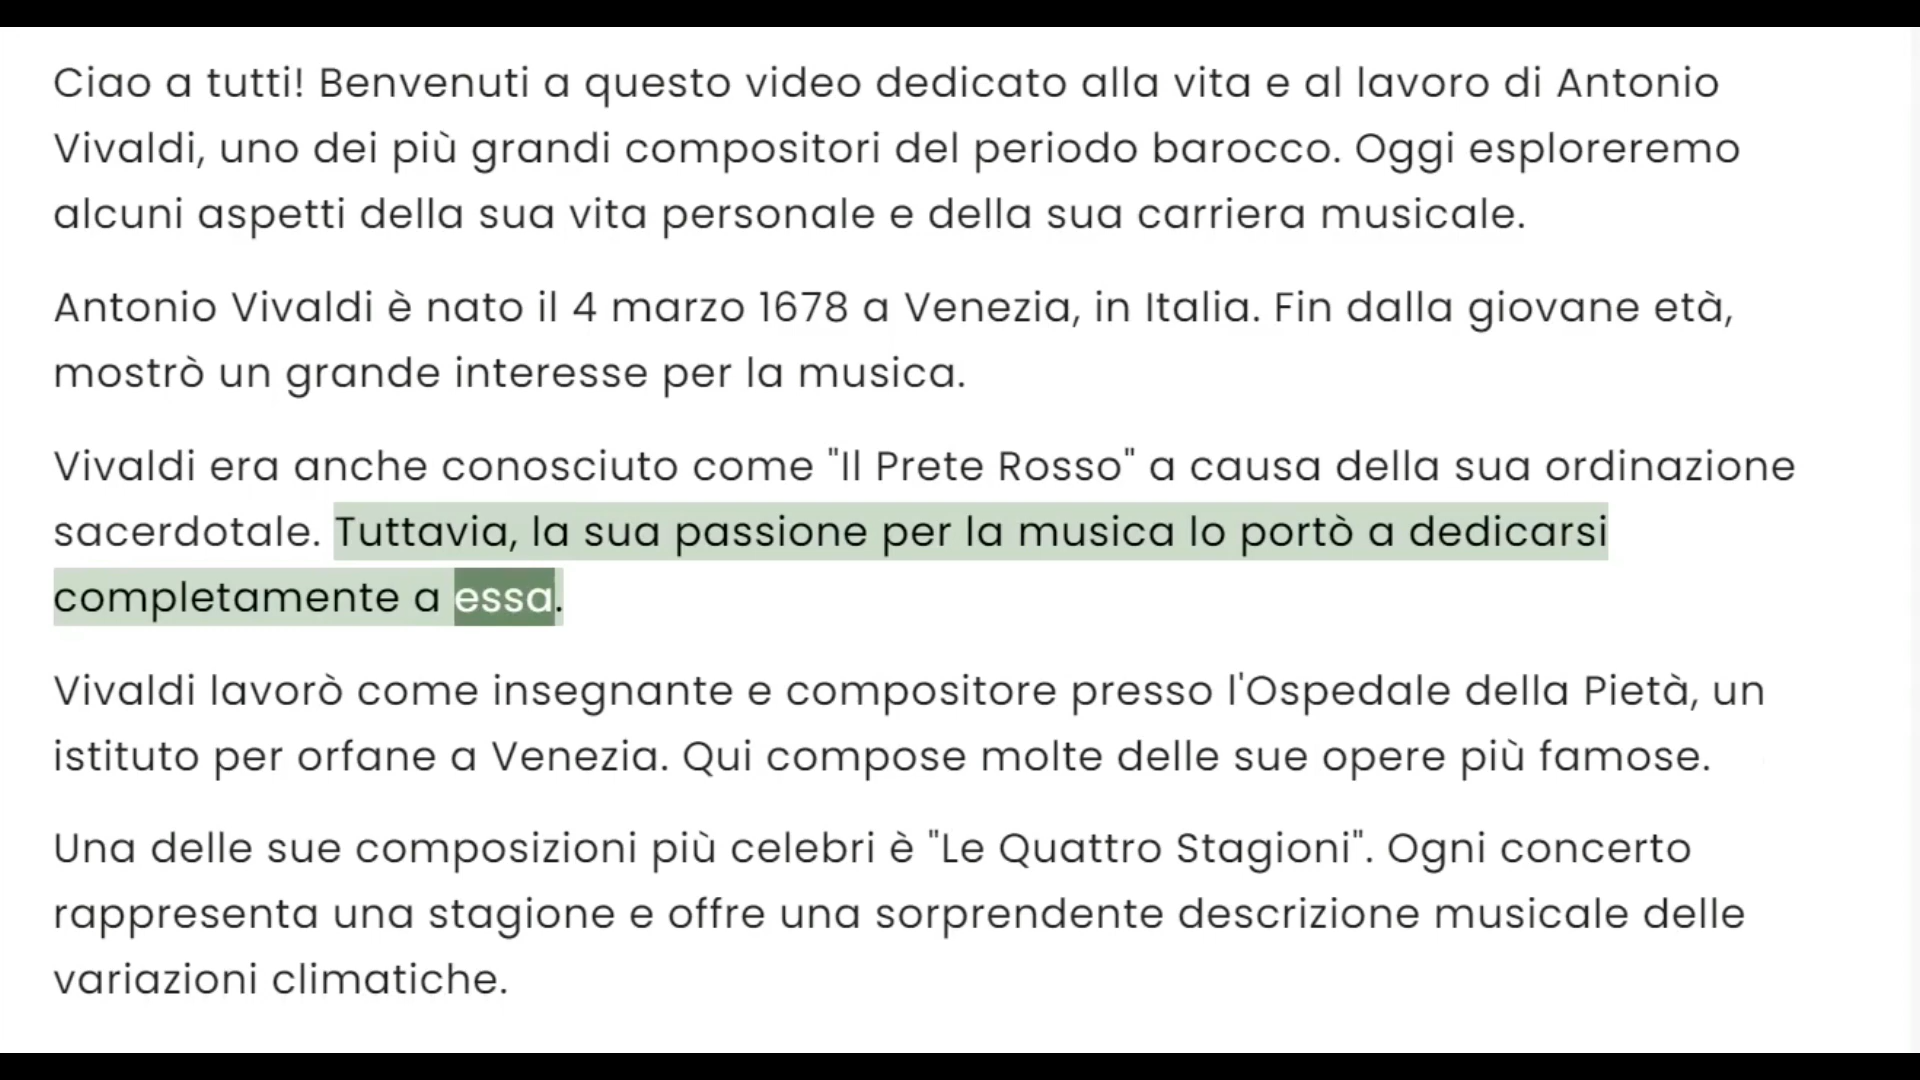 Ciao a tutti! Benvenuti a questo video dedicato alla vita e al lavoro di Antonio
Vivaldi, uno dei più grandi compositori del periodo barocco. Oggi esploreremo
alcuni aspetti della sua vita personale e della sua carriera musicale.
Antonio Vivaldi è nato il 4 marzo 1678 a Venezia, in Italia. Fin dalla giovane età,
mostrò un grande interesse per la musica.
Vivaldi era anche conosciuto come "Il Prete Rosso" a causa della sua ordinazione
sacerdotale. Tuttavia, la sua passione per la musica lo portò a dedicarsi
completamente a essa.
Vivaldi lavorò come insegnante e compositore presso l'Ospedale della Pietà, un
istituto per orfane a Venezia. Qui compose molte delle sue opere più famose.
Una delle sue composizioni più celebri è "Le Quattro Stagioni". Ogni concerto
rappresenta una stagione e offre una sorprendente descrizione musicale delle
variazioni climatiche.